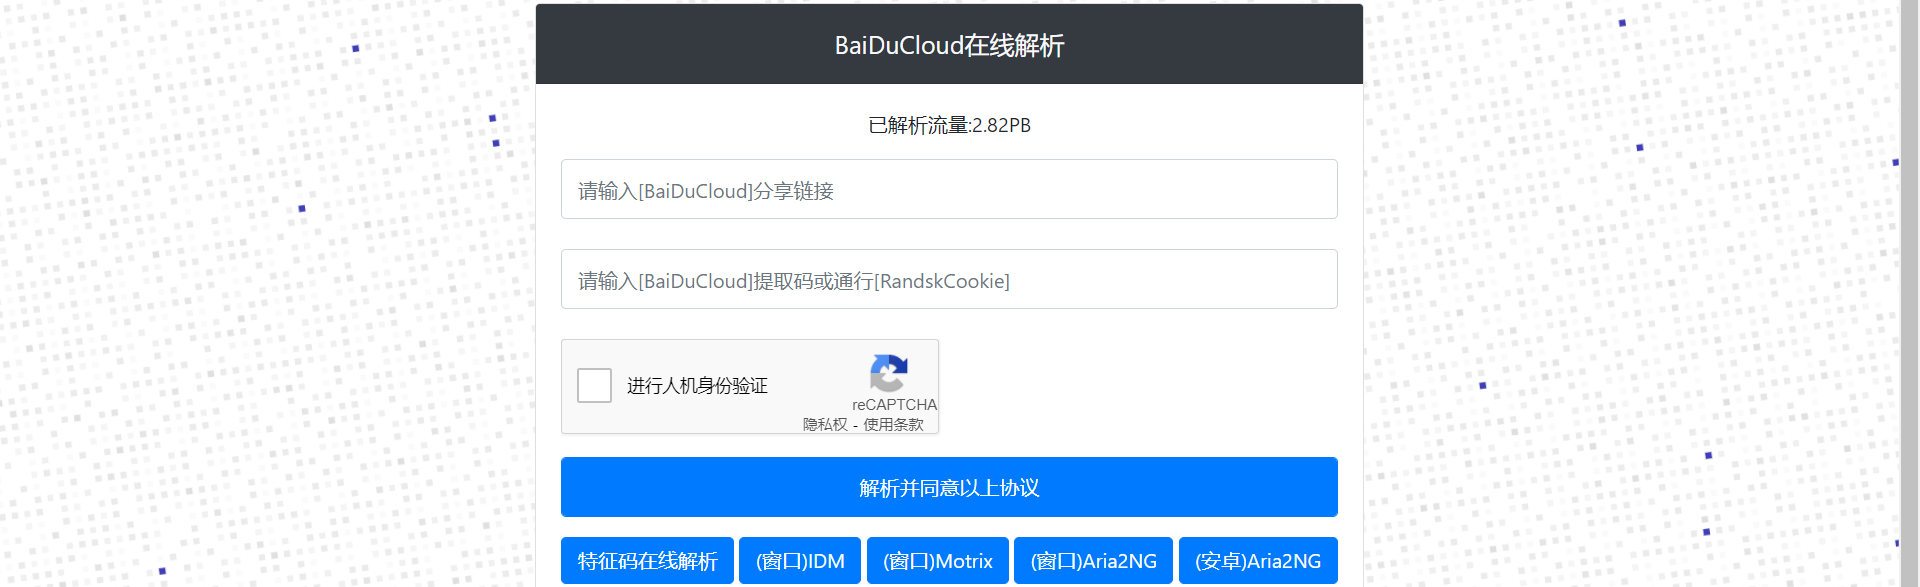 BaiDuCloud在线解析
已解析流量:2.82PB
请输入[BaiDuCloud]分享链接
请输入[BaiDuCloud]提取码或通行[RandskCookie]
进行人机身份验证
reCAPTCHA
隐私权 - 使用条款
解析并同意以上协议
特征码在线解析 (窗口)IDM (窗口)Motrix (窗口)Aria2NG (安卓)Aria2NG